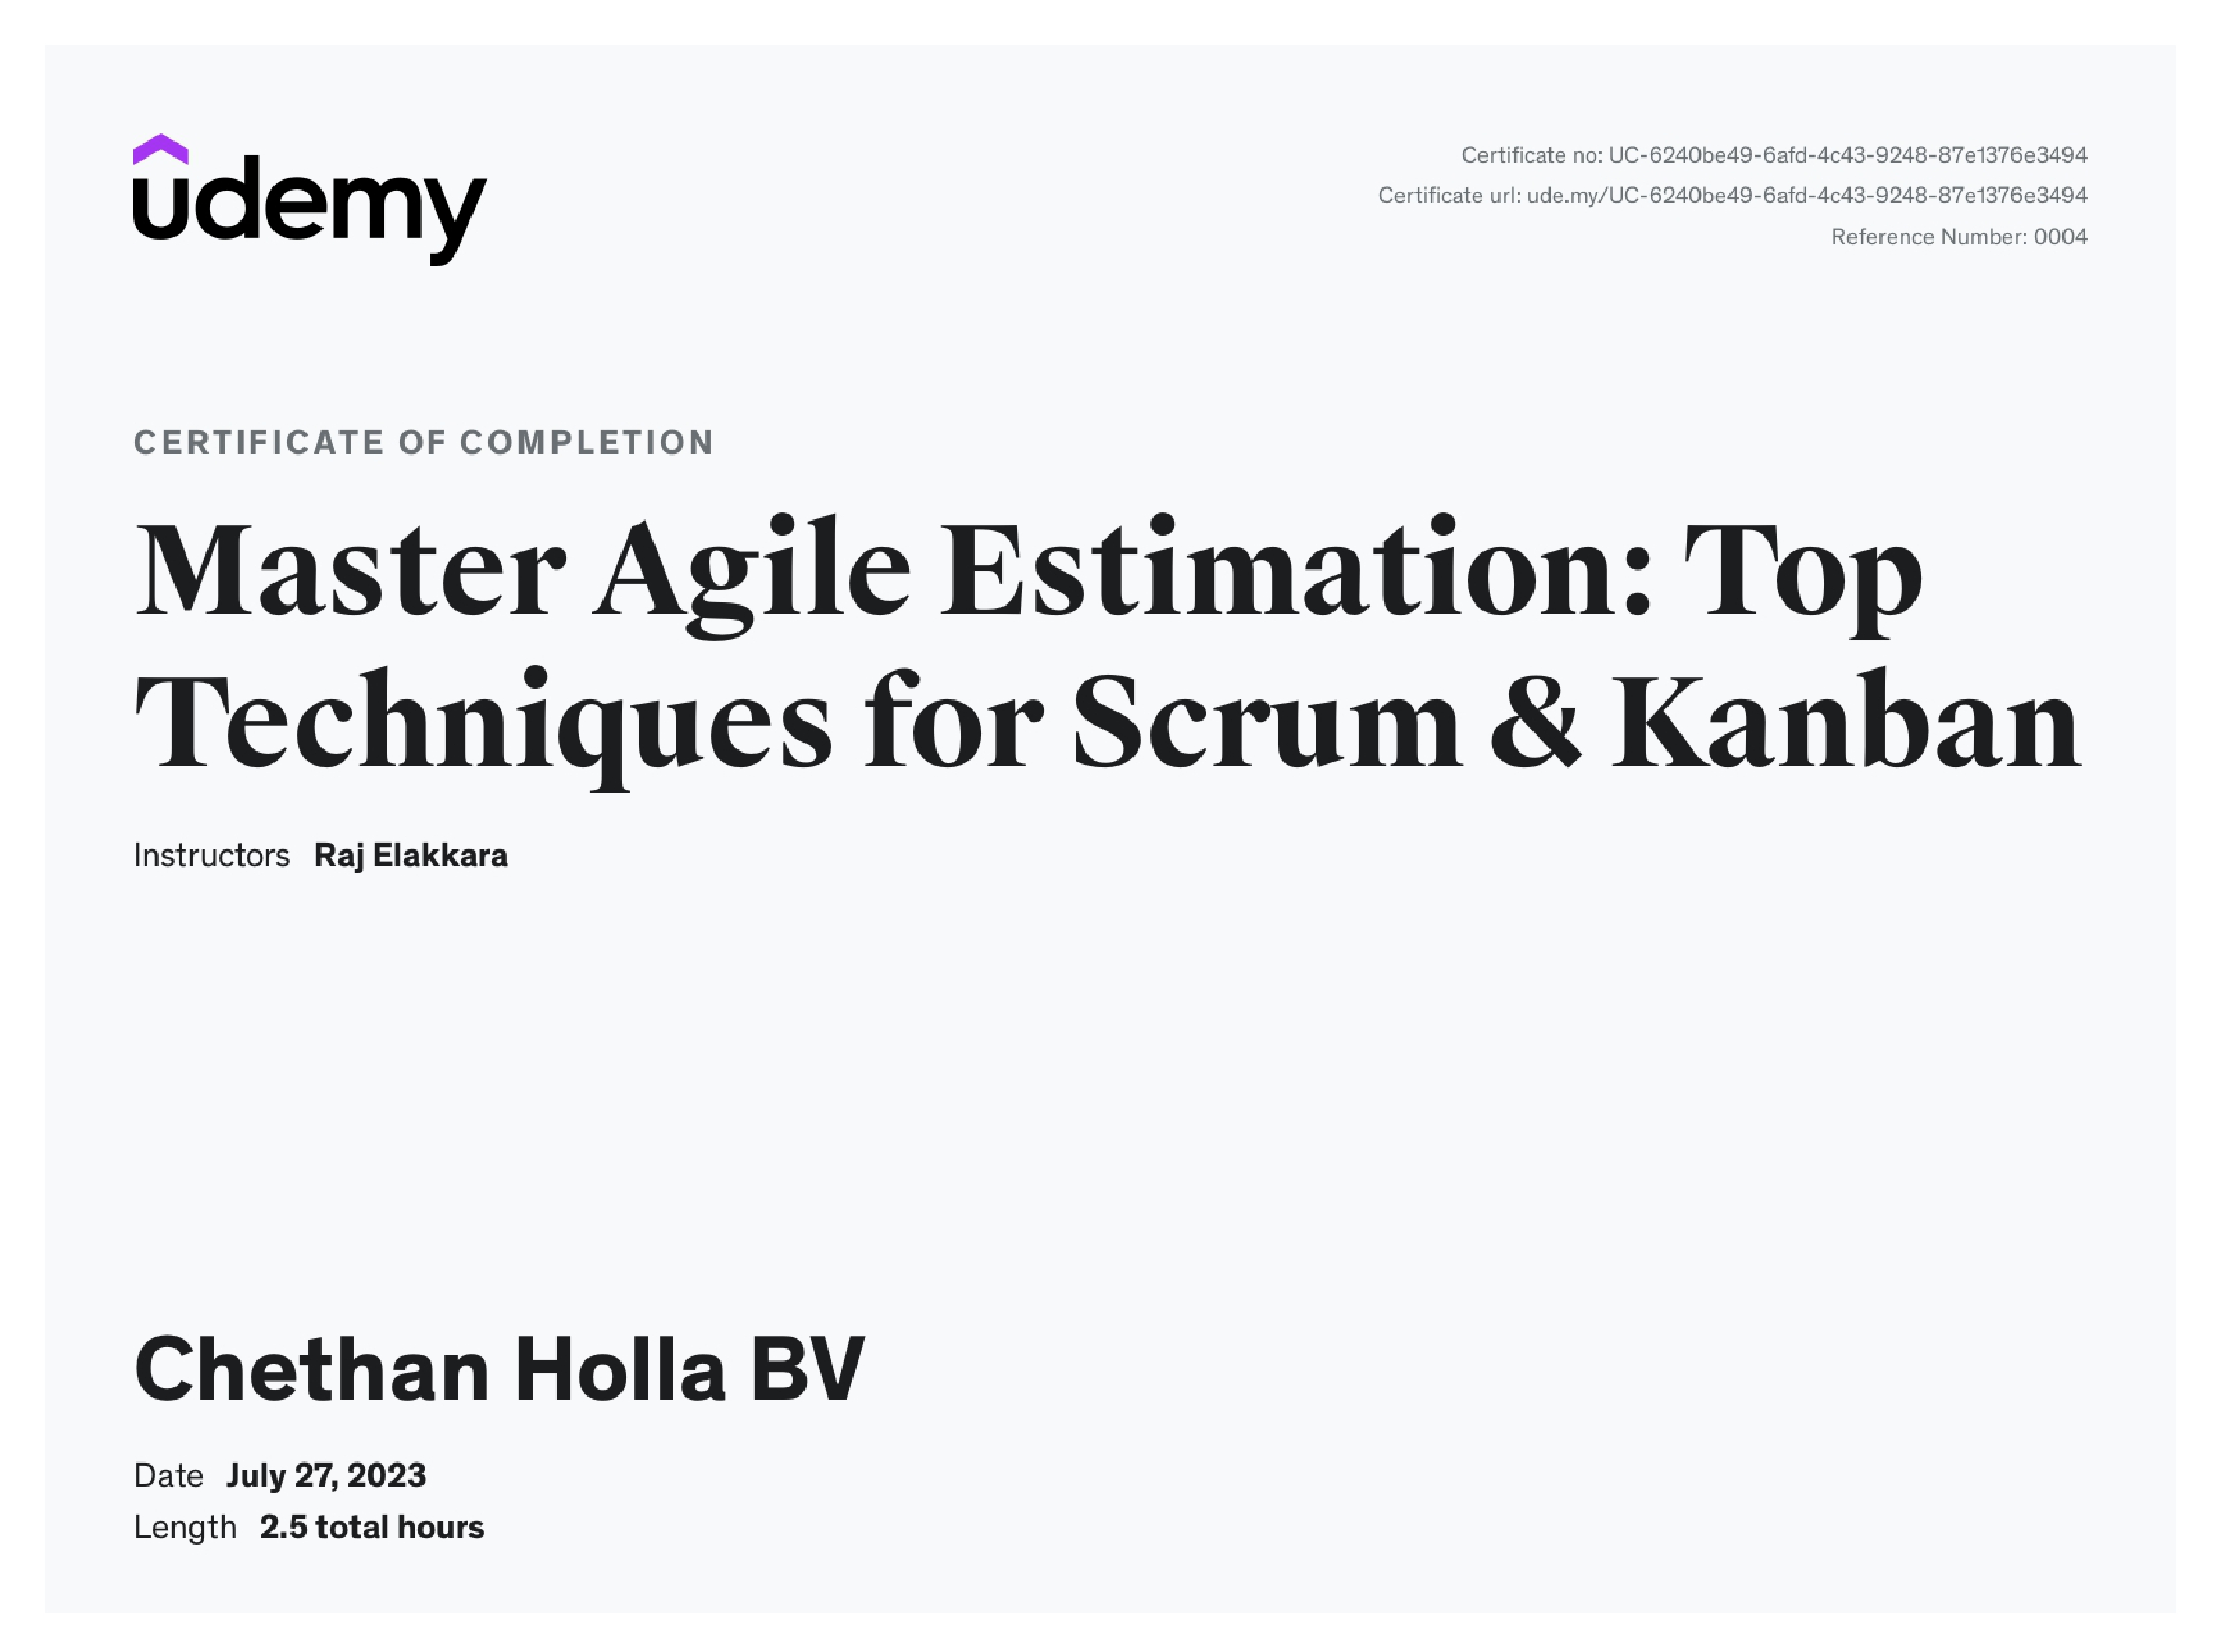 udemy
Certificate no: UC-6240be49-6afd-4c43-9248-87e1376e3494
Certificate url: ude.my/UC-6240be49-6afd-4c43-9248-87e1376e3494
Reference Number: 0004
CERTIFICATE OF COMPLETION
Master Agile Estimation: Top
Techniques for Scrum & Kanban
Instructors Raj Elakkara
Chethan Holla BV
Date July 27, 2023
Length 2.5 total hours